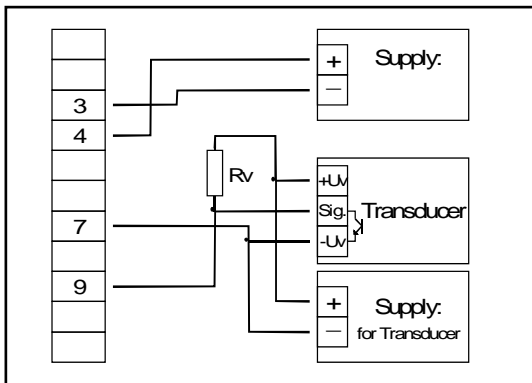 +
Supply:
−
3
4
Rv
+Uv
Sig.
Transducer
7
-Uv
9
+
Supply:
−
for Transducer